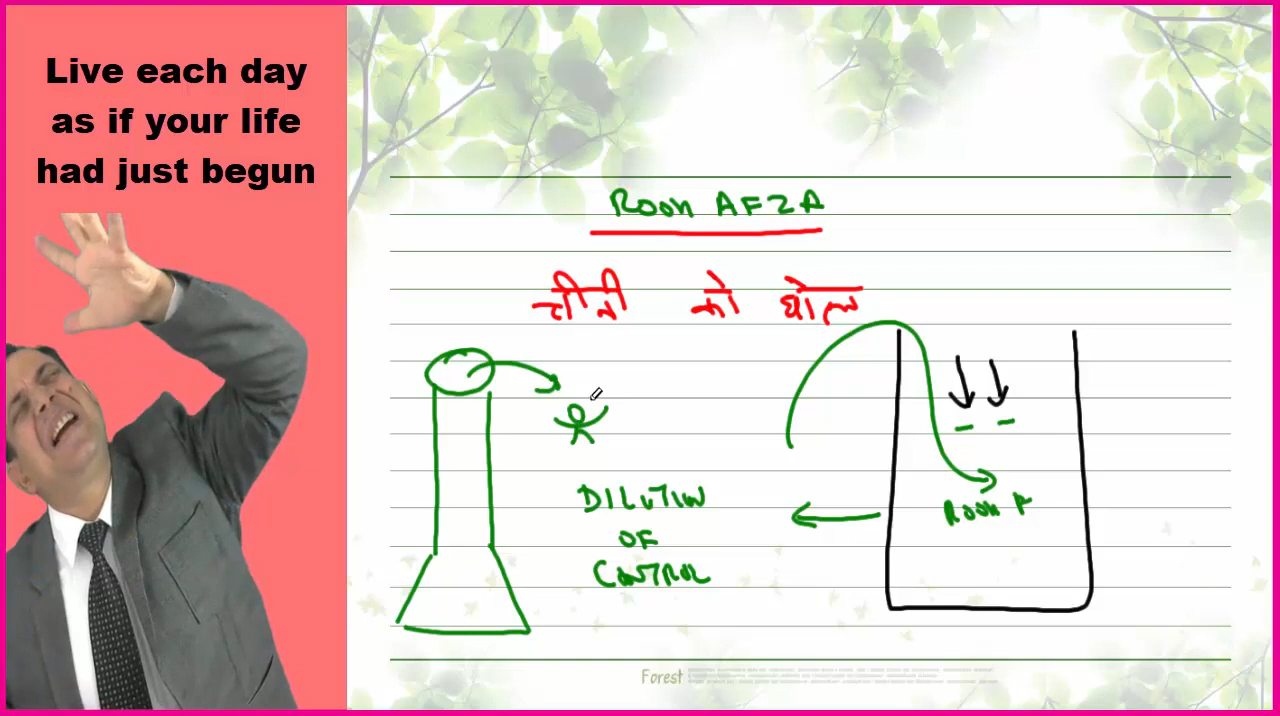 Live each day
as if your life
had just begun
ROOH AFZA
चीनी को घोल
DILUTION
OF
CONTROL
ROOH F
Forest